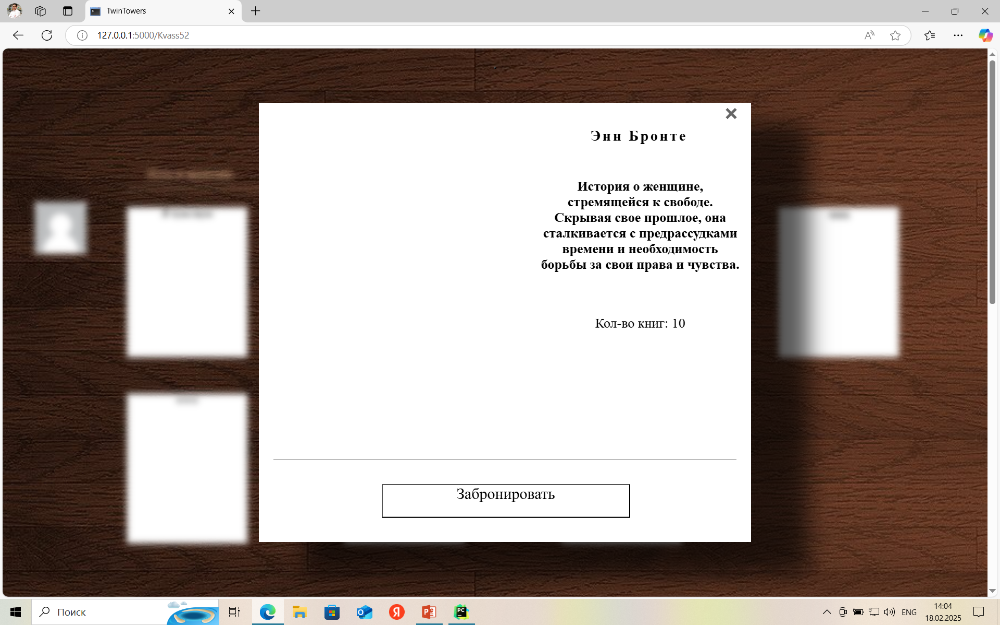 TwinTowers
127.0.0.1:5000/Kvass52
Энн Бронте
История о женщине,
стремящейся к свободе.
Скрывая свое прошлое, она
сталкивается с предрассудками
времени и необходимость
борьбы за свои права и чувства.
Кол-во книг: 10
Забронировать
Поиск
ENG
14:04
18.02.2025